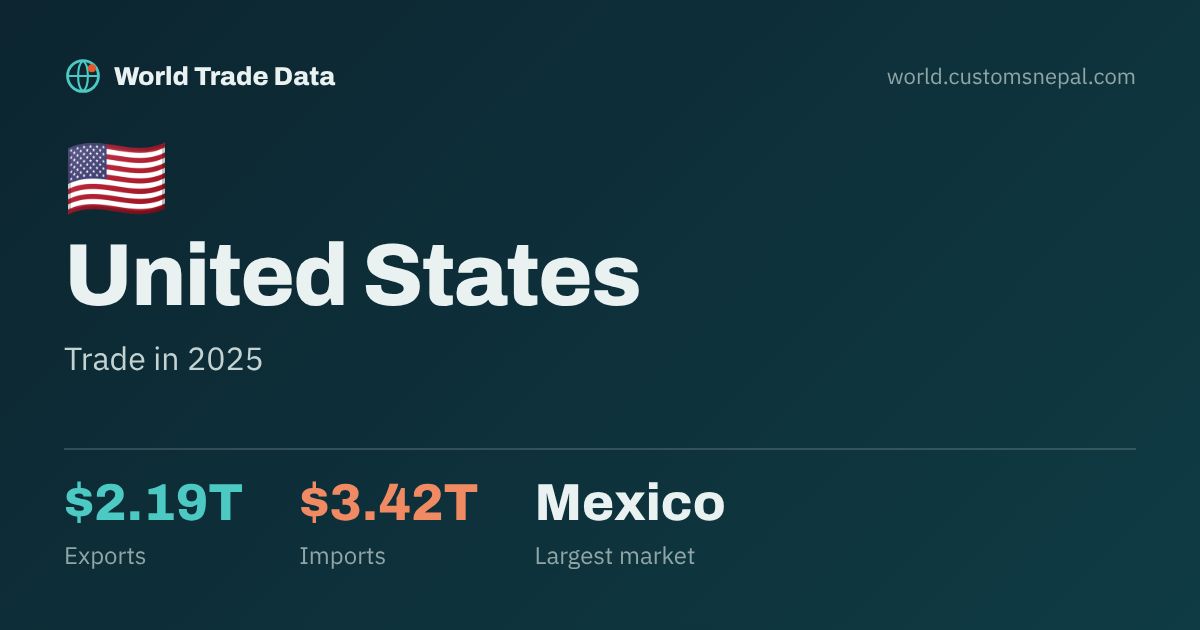 World Trade Data
world.customsnepal.com
United States
Trade in 2025
$2.19T
Exports
$3.42T
Imports
Mexico
Largest market